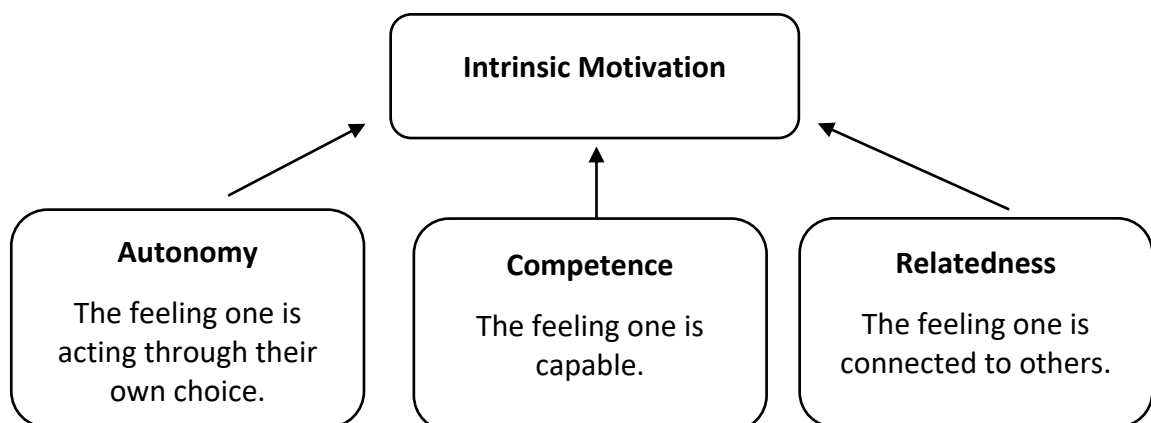 Intrinsic Motivation
Autonomy
The feeling one is
acting through their
own choice.
Competence
The feeling one is
capable.
Relatedness
The feeling one is
connected to others.